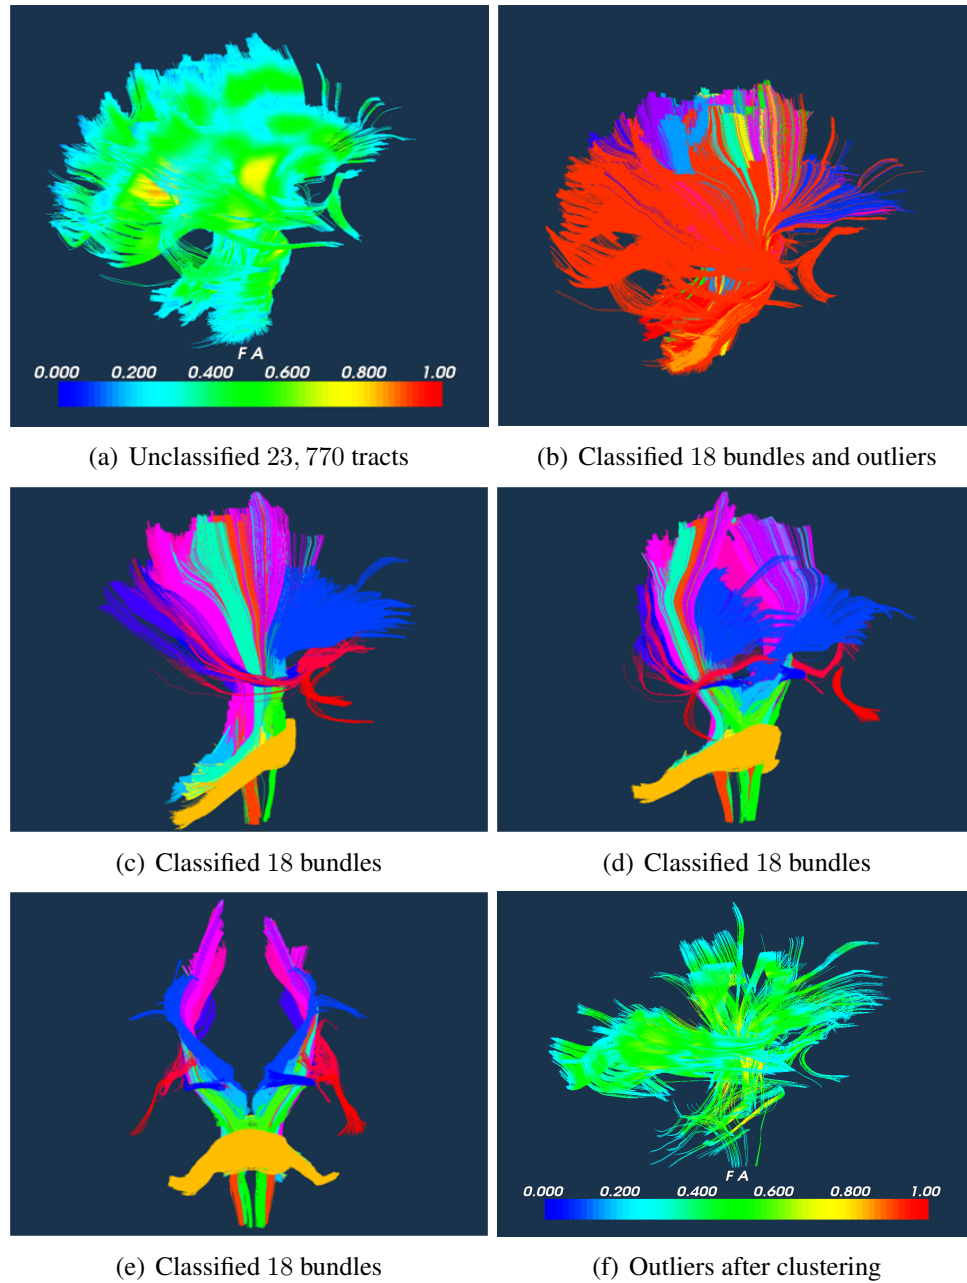 F A
0.000 0.200 0.400 0.600 0.800 1.00
(a) Unclassified 23, 770 tracts
(b) Classified 18 bundles and outliers
(c) Classified 18 bundles
(d) Classified 18 bundles
F A
0.000 0.200 0.400 0.600 0.800 1.00
(e) Classified 18 bundles
(f) Outliers after clustering